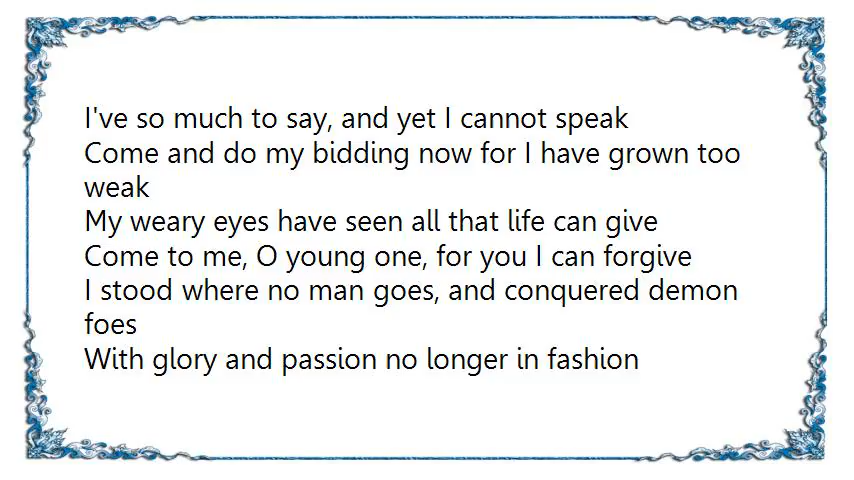 I've so much to say, and yet I cannot speak
Come and do my bidding now for I have grown too
weak
My weary eyes have seen all that life can give
Come to me, O young one, for you I can forgive
I stood where no man goes, and conquered demon
foes
With glory and passion no longer in fashion